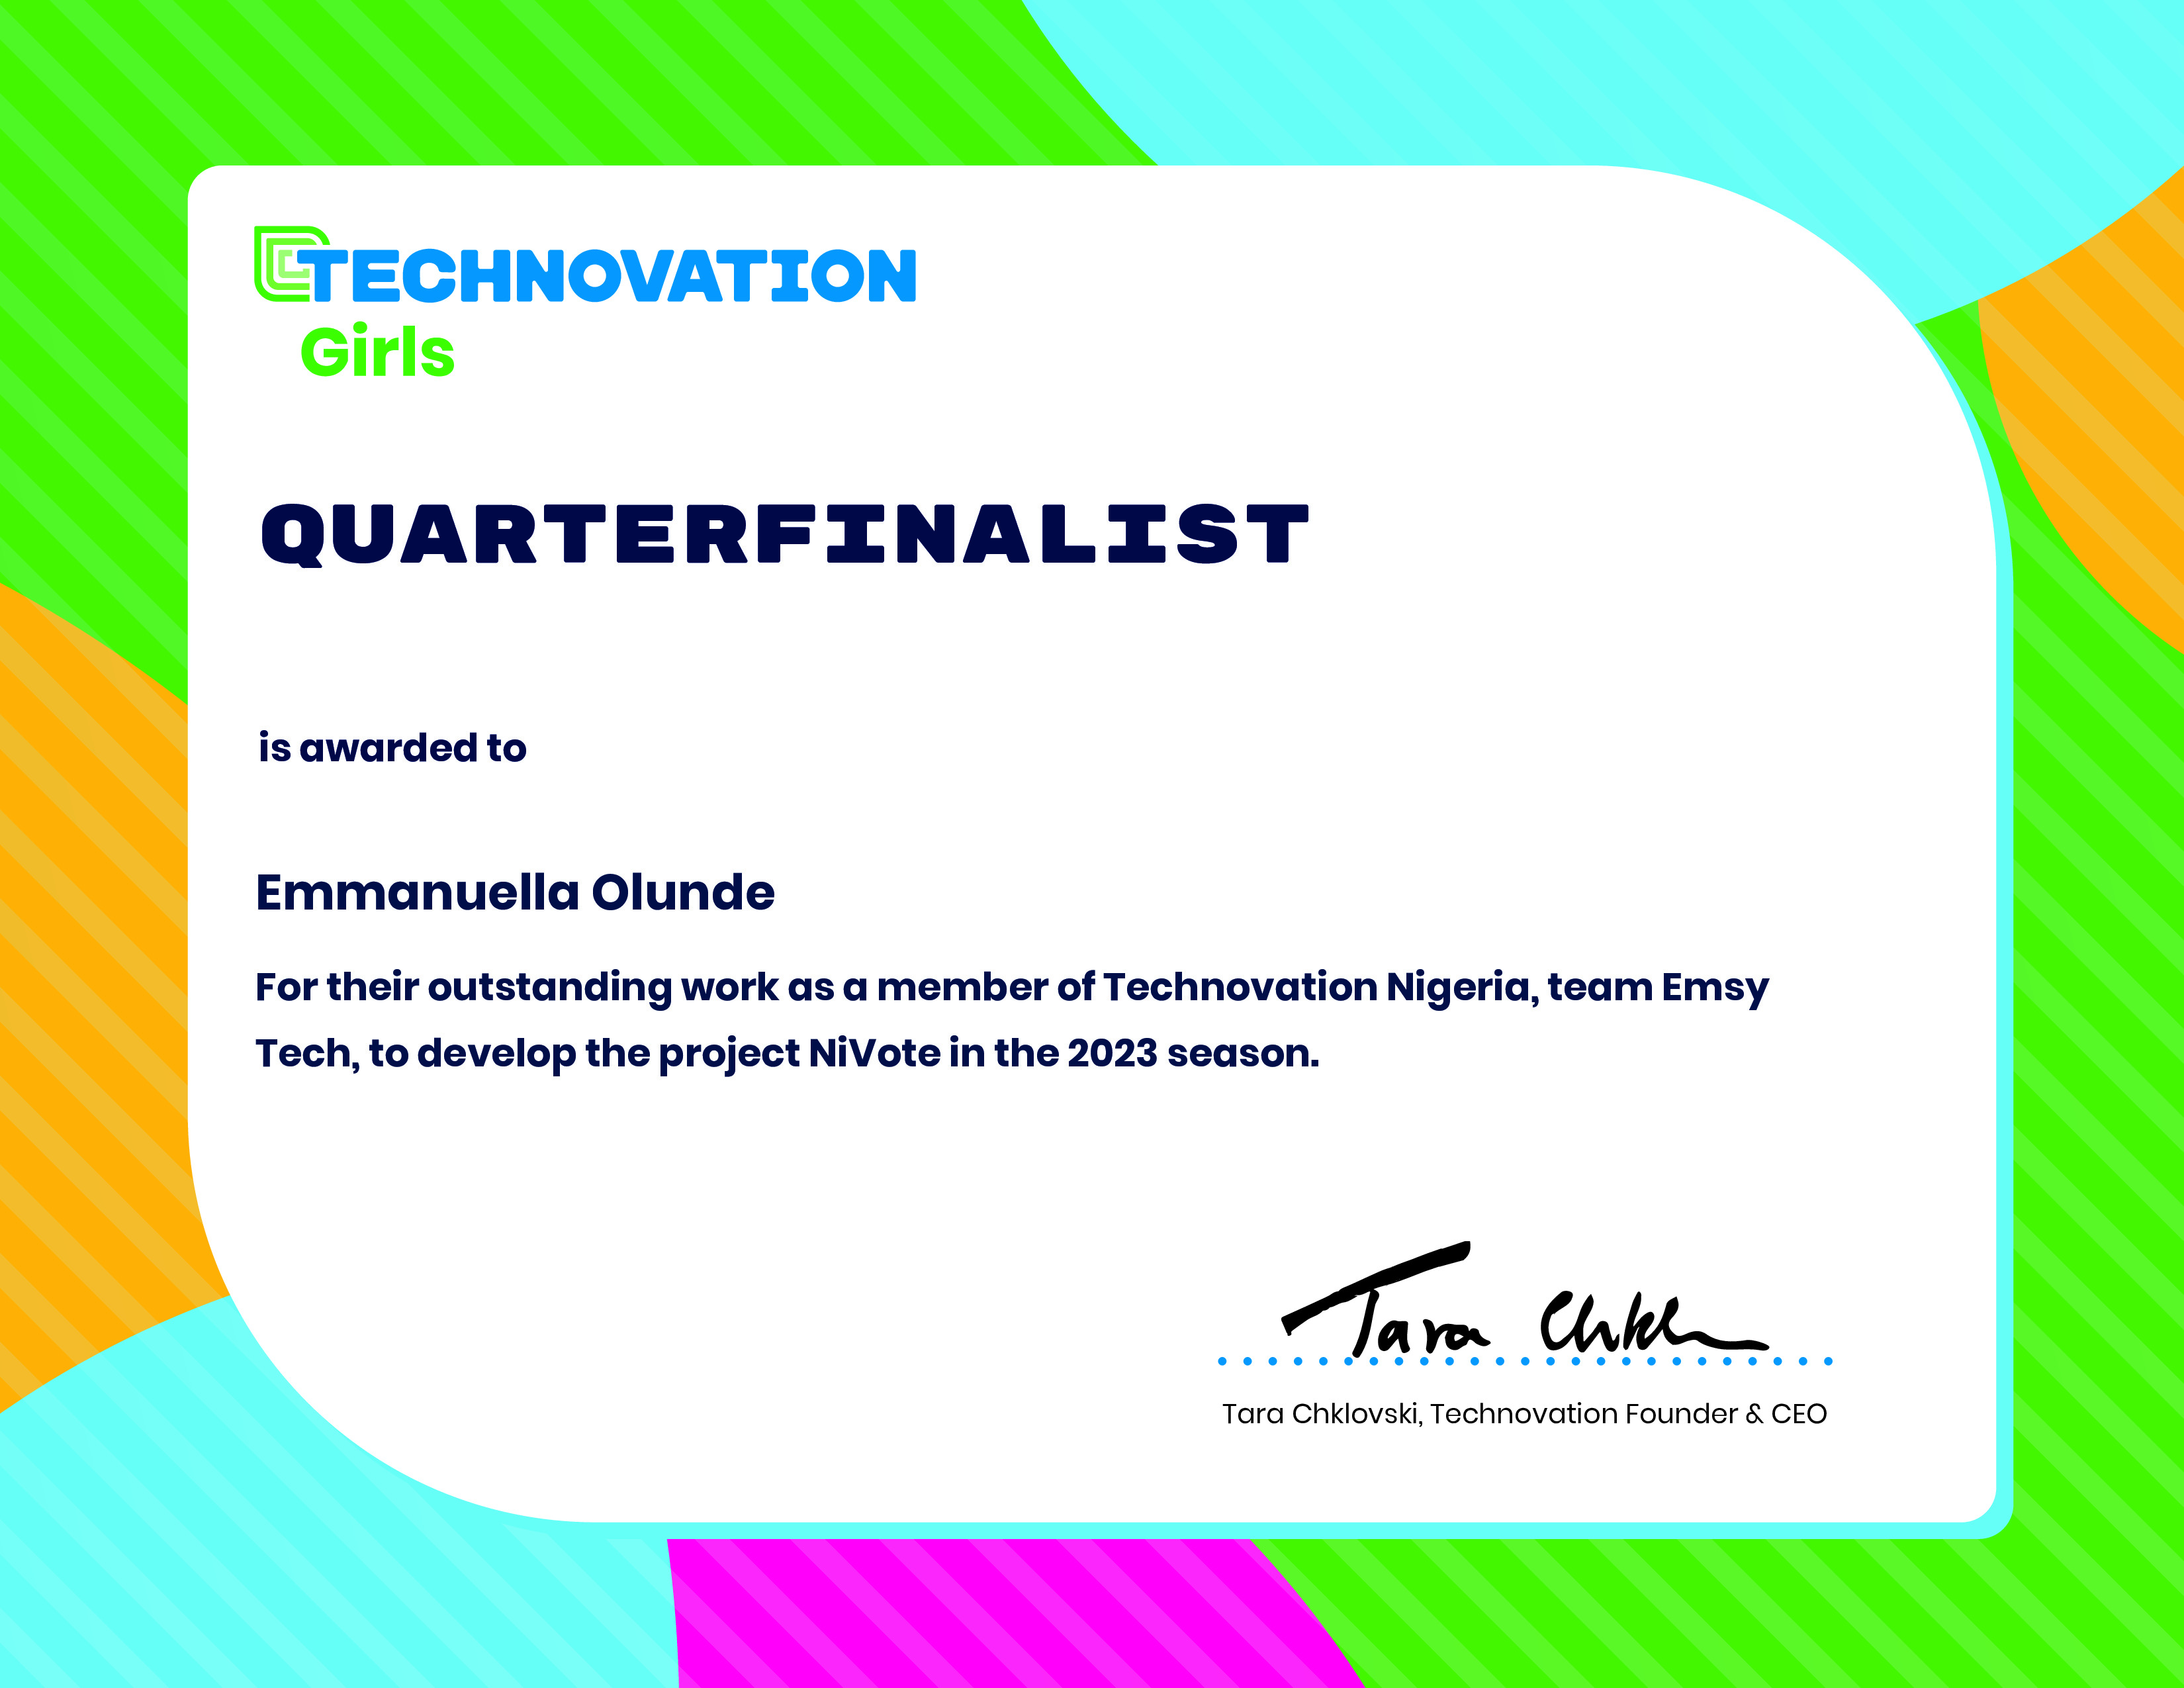 TECHNOVATION
Girls
QUARTERFINALIST
is awarded to
Emmanuella Olunde
For their outstanding work as a member of Technovation Nigeria, team Emsy
Tech, to develop the project NiVote in the 2023 season.
Tara Chkl
Tara Chklovski, Technovation Founder & CEO